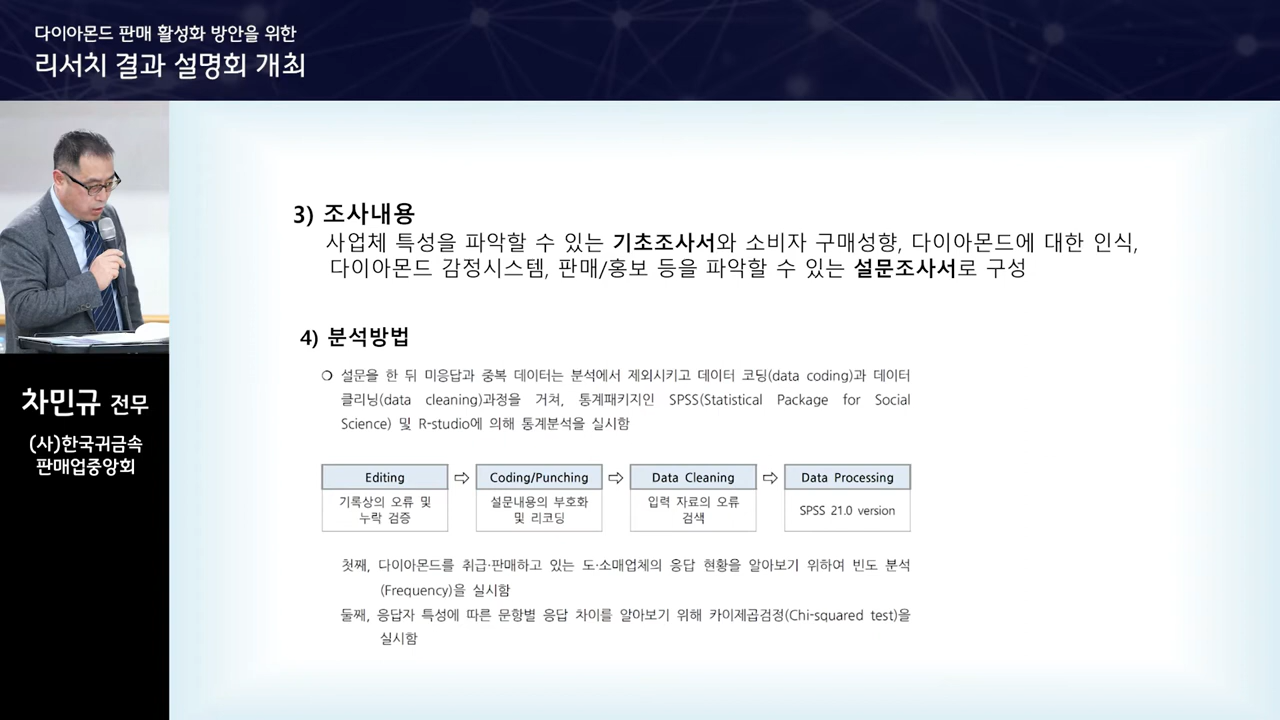 다이아몬드 판매 활성화 방안을 위한
리서치 결과 설명회 개최
차민규 전무
(사)한국귀금속
판매업중앙회
3) 조사내용
사업체 특성을 파악할 수 있는 기초조사서와 소비자 구매성향, 다이아몬드에 대한 인식,
다이아몬드 감정시스템, 판매/홍보 등을 파악할 수 있는 설문조사서로 구성
4) 분석방법
❍ 설문을 한 뒤 미응답과 중복 데이터는 분석에서 제외시키고 데이터 코딩(data coding)과 데이터
클리닝(data cleaning)과정을 거쳐, 통계패키지인 SPSS(Statistical Package for Social
Science) 및 R-studio에 의해 통계분석을 실시함
Editing ⇨ Coding/Punching ⇨ Data Cleaning ⇨ Data Processing
기록상의 오류 및 설문내용의 부호화 입력 자료의 오류 SPSS 21.0 version
누락 검증 및 리코딩 검색
첫째, 다이아몬드를 취급·판매하고 있는 도·소매업체의 응답 현황을 알아보기 위하여 빈도 분석
(Frequency)을 실시함
둘째, 응답자 특성에 따른 문항별 응답 차이를 알아보기 위해 카이제곱검정(Chi-squared test)을
실시함